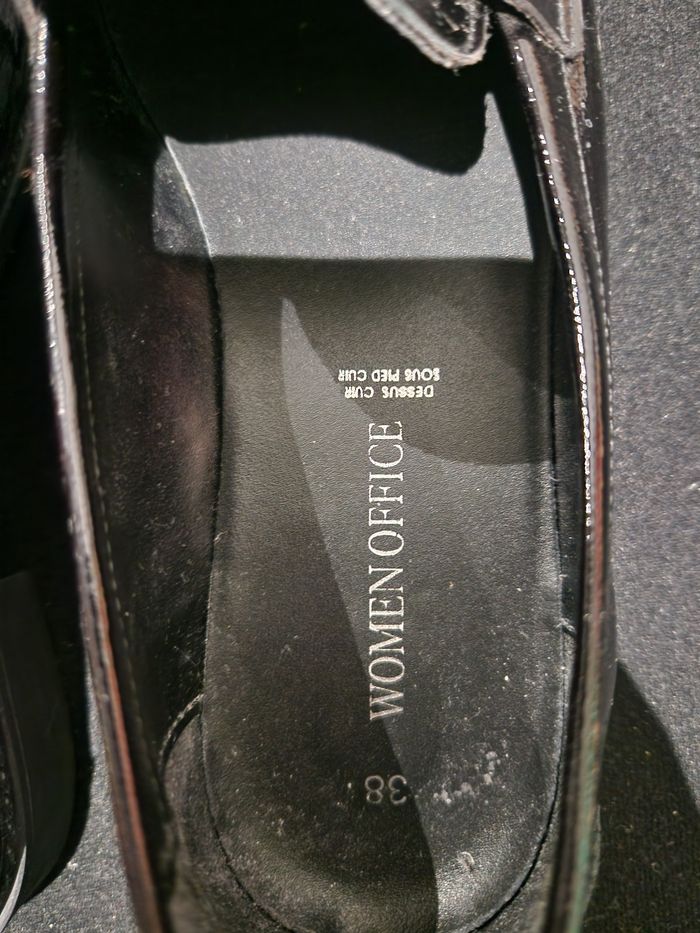 DESSUS CUIR
SOUS PIED CUIR
WOMEN OFFICE
38